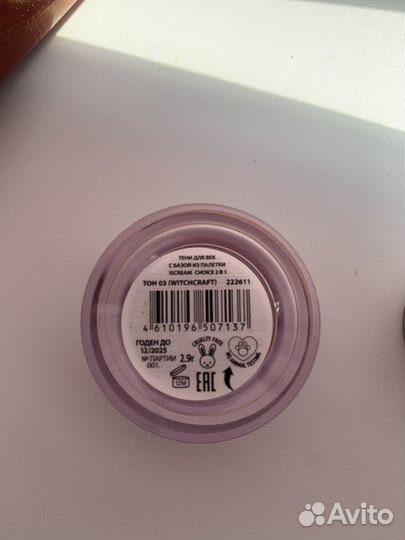 ТЕНИ ДЛЯ ВЕК
С БАЗОЙ ИЗ ПАЛЕТКИ
ISCREAM CHOICE 2 В 1
ТОН 03 (WITCHCRAFT) 222611
4 610196 507137
ГОДЕН ДО
12/2025
№ ПАРТИИ 2.9г
001.
CRUELTY FREE
NO ANIMAL TESTING
12M
EAC
Avito